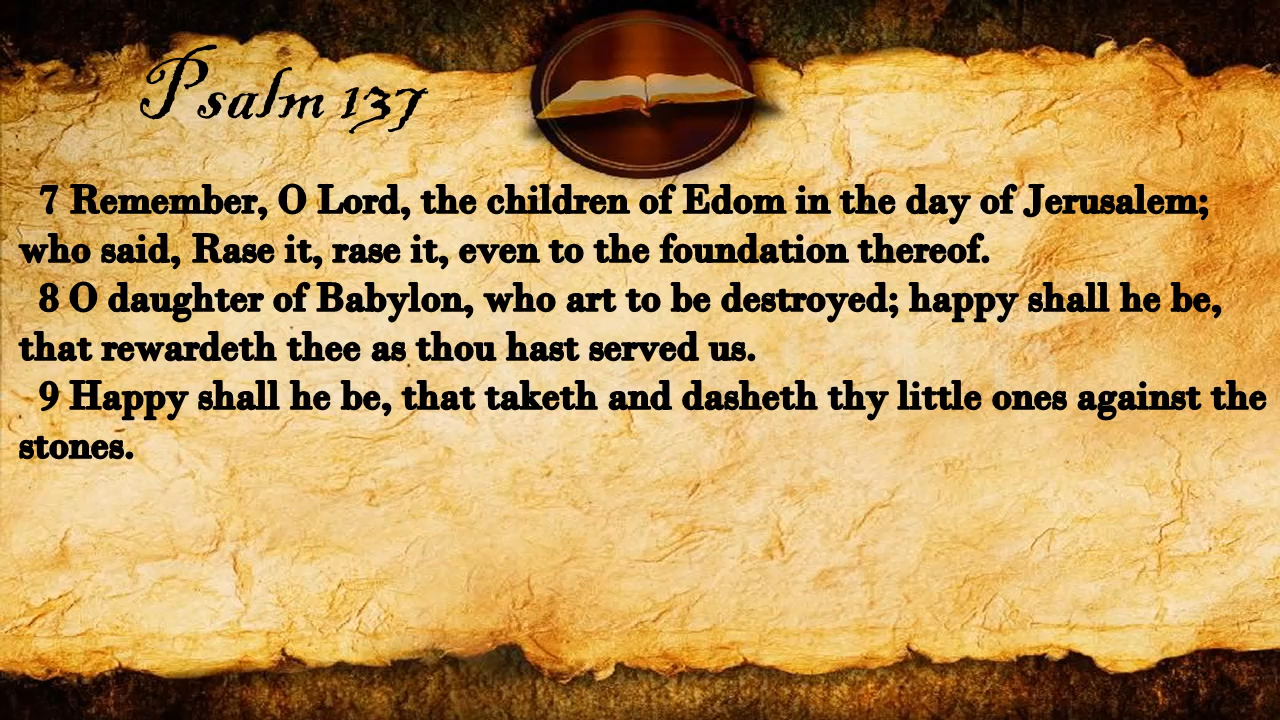 Psalm 137
7 Remember, O Lord, the children of Edom in the day of Jerusalem;
who said, Rase it, rase it, even to the foundation thereof.
8 O daughter of Babylon, who art to be destroyed; happy shall he be,
that rewardeth thee as thou hast served us.
9 Happy shall he be, that taketh and dasheth thy little ones against the
stones.